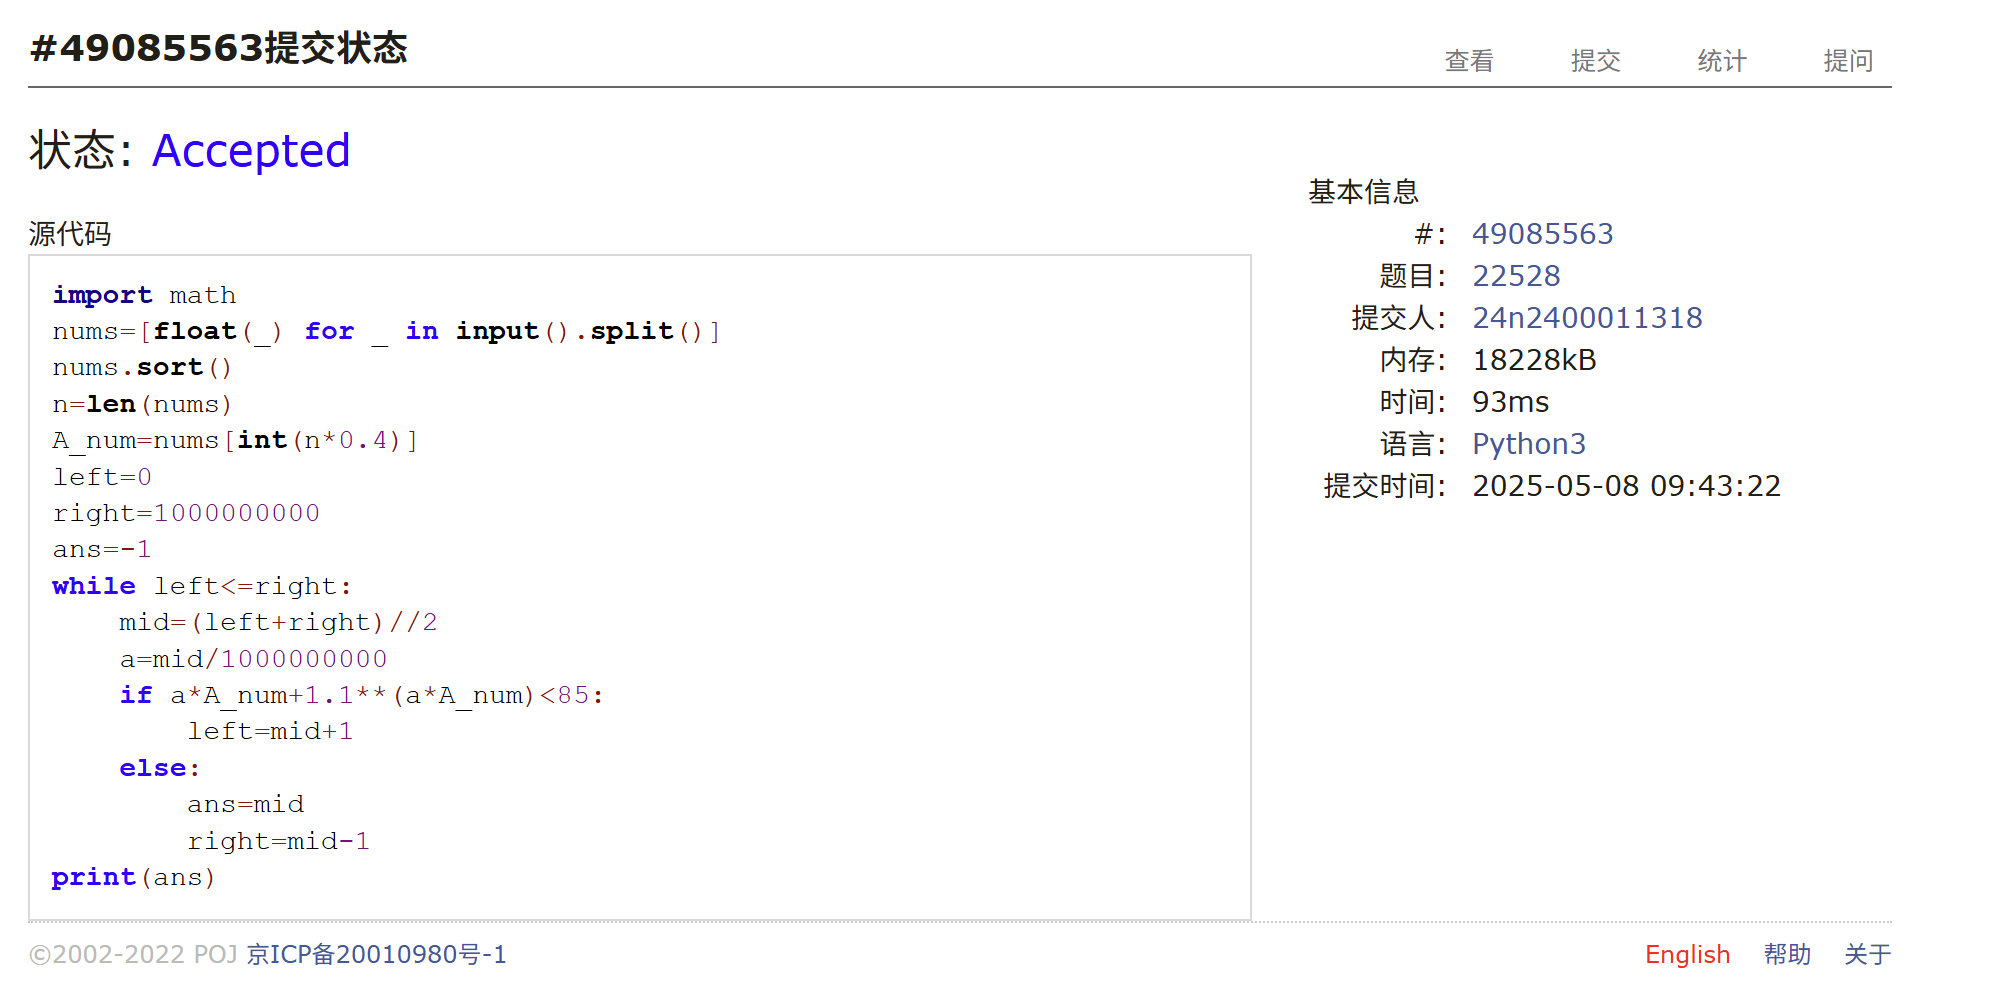 #49085563提交状态
查看 提交 统计 提问
状态: Accepted
源代码
import math
nums=[float(_) for _ in input().split()]
nums.sort()
n=len(nums)
A_num=nums[int(n*0.4)]
left=0
right=1000000000
ans=-1
while left<=right:
    mid=(left+right)//2
    a=mid/1000000000
    if a*A_num+1.1**(a*A_num)<85:
        left=mid+1
    else:
        ans=mid
        right=mid-1
print(ans)
基本信息
#: 49085563
题目: 22528
提交人: 24n2400011318
内存: 18228kB
时间: 93ms
语言: Python3
提交时间: 2025-05-08 09:43:22
©2002-2022 POJ 京ICP备20010980号-1
English 帮助 关于